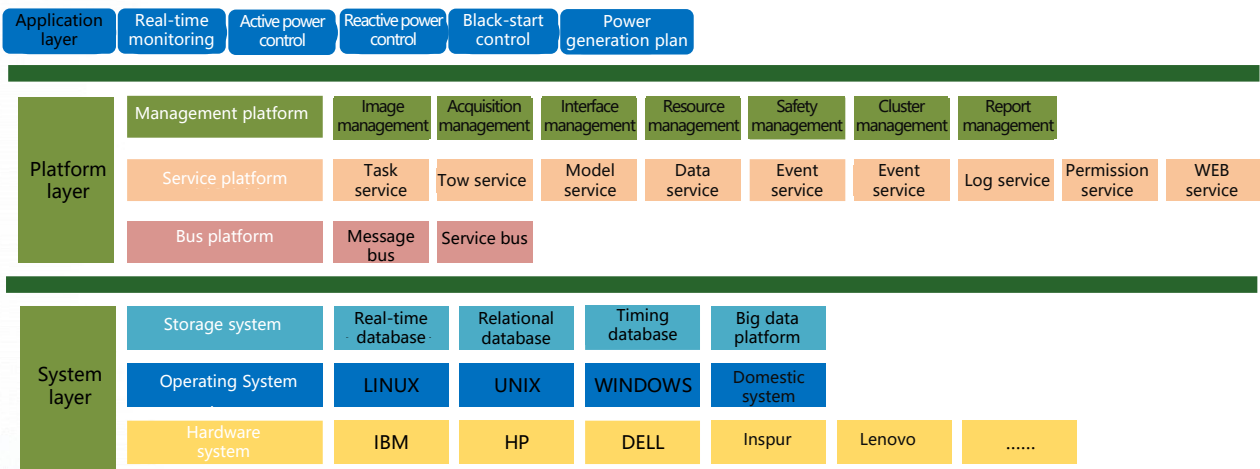 Application
layer
Real-time
monitoring
Active power
control
Reactive power
control
Black-start
control
Power
generation plan
Platform
layer
Management platform
Image
management
Acquisition
management
Interface
management
Resource
management
Safety
management
Cluster
management
Report
management
Service platform
Task
service
Tow service
Model
service
Data
service
Event
service
Event
service
Log service
Permission
service
WEB
service
Bus platform
Message
bus
Service bus
System
layer
Storage system
Real-time
database
Relational
database
Timing
database
Big data
platform
Operating System
LINUX
UNIX
WINDOWS
Domestic
system
Hardware
system
IBM
HP
DELL
Inspur
Lenovo
......